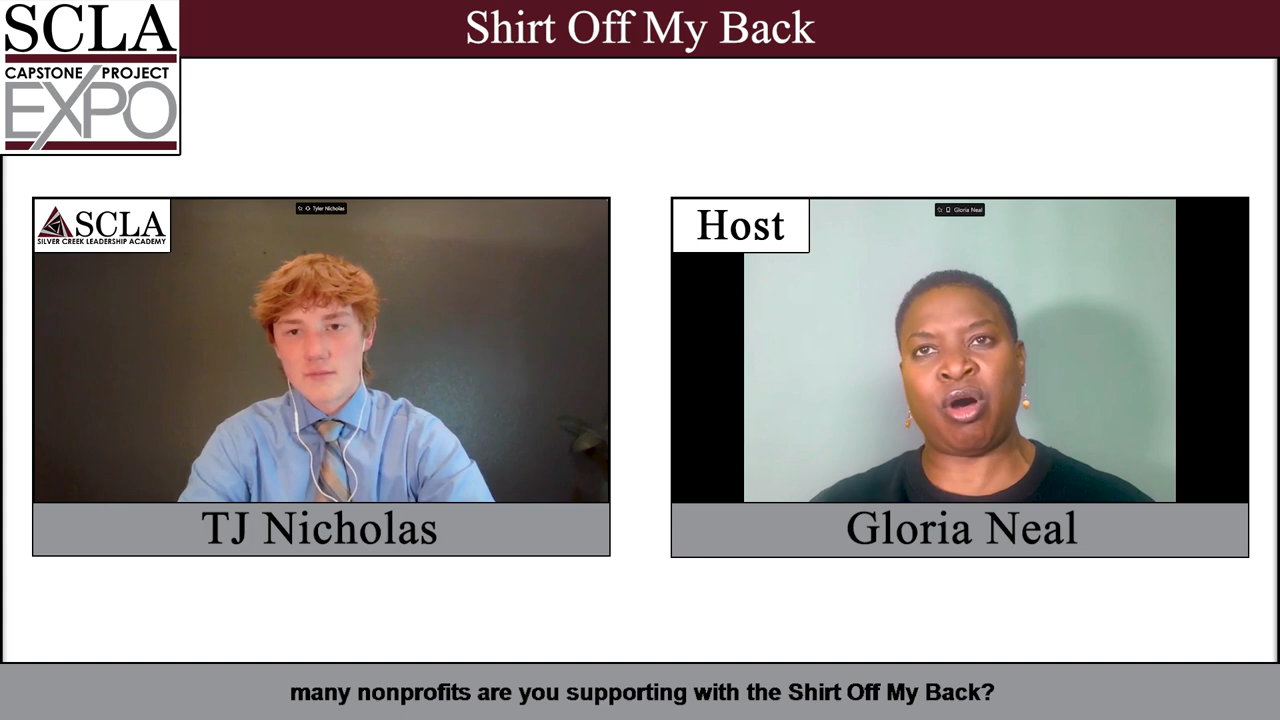 SCLA
CAPSTONE PROJECT
EXPO
Shirt Off My Back
SCLA
SILVER CREEK LEADERSHIP ACADEMY
Tyler Nicholas
TJ Nicholas
Host
Gloria Neal
Gloria Neal
many nonprofits are you supporting with the Shirt Off My Back?